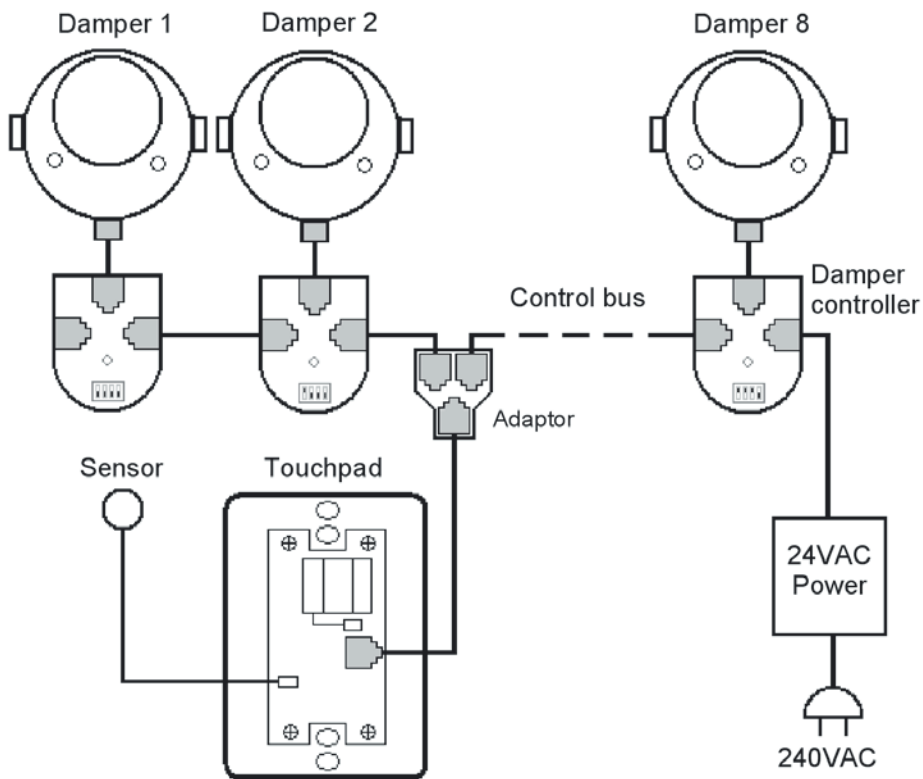 Damper 1
Damper 2
Damper 8
Damper
controller
Control bus
Adaptor
Sensor
Touchpad
24VAC
Power
240VAC